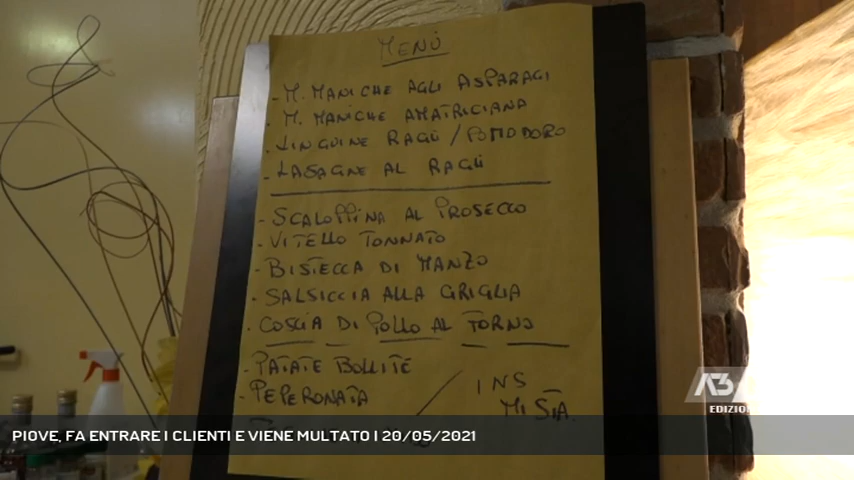 MENÙ
- M. MANICHE AGLI ASPARAGI
- M. MANICHE AMATRICIANA
- LINGUINE RAGÙ / POMODORO
- LASAGNE AL RAGÙ
- SCALOPPINA AL PROSECCO
- VITELLO TONNATO
- BISTECCA DI MANZO
- SALSICCIA ALLA GRIGLIA
- COSCIA DI POLLO AL FORNO
- PATATE BOLLITE
- PEPERONATA
INS
MISTA
A3
EDIZION
PIOVE, FA ENTRARE I CLIENTI E VIENE MULTATO | 20/05/2021